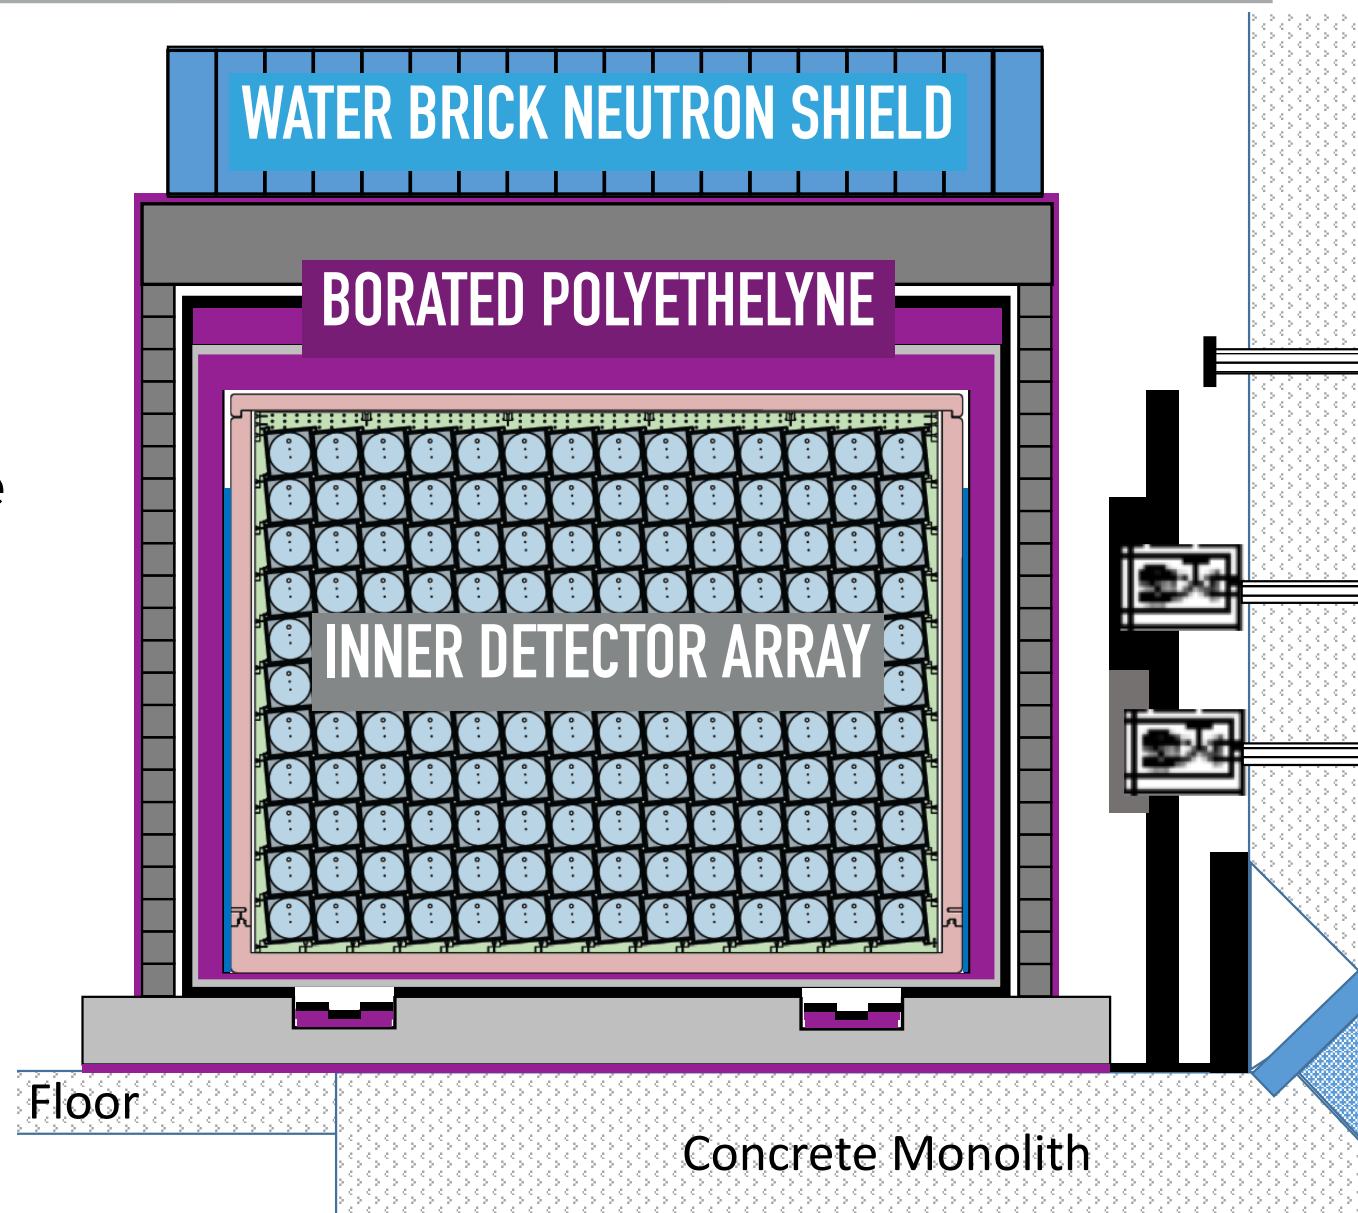 WATER BRICK NEUTRON SHIELD
BORATED POLYETHELYNE
e
INNER DETECTOR ARRAY
Floor
Concrete Monolith